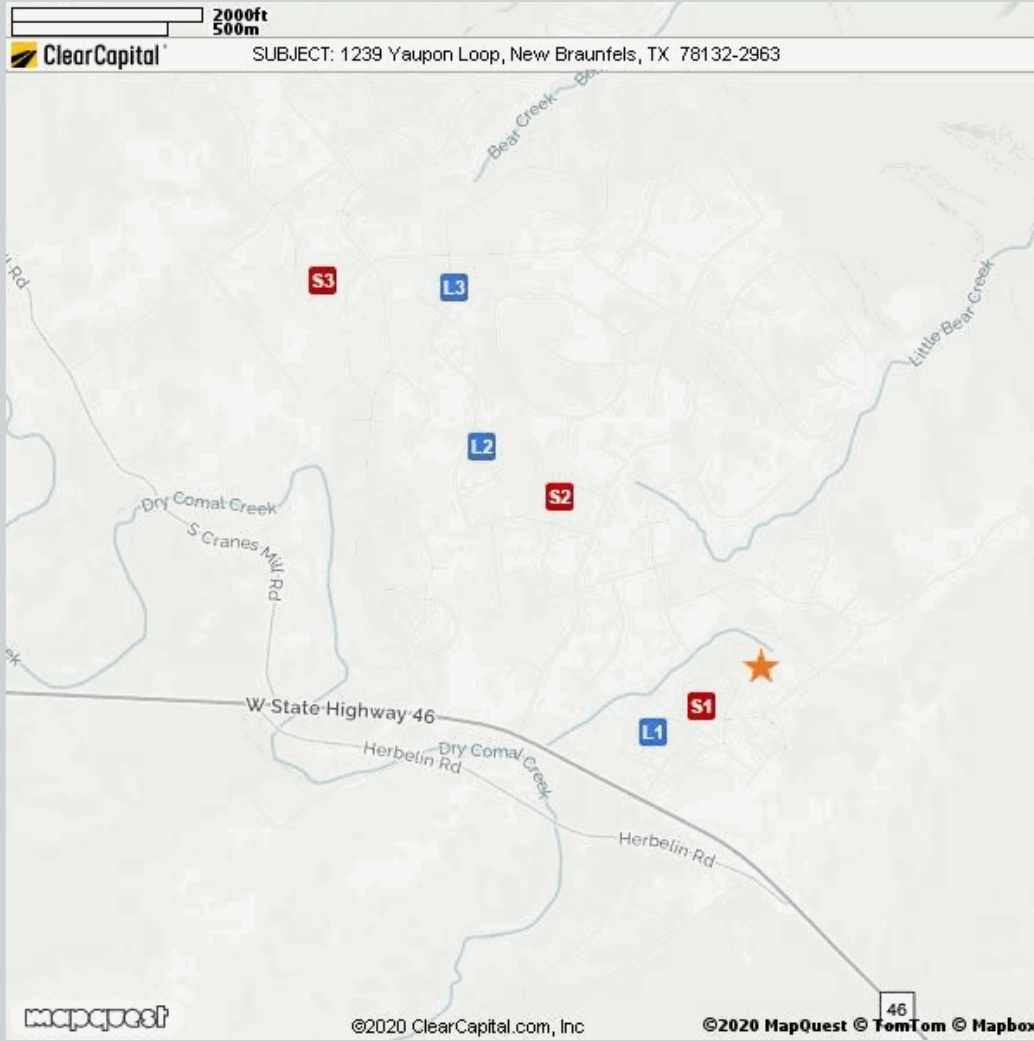 2000ft
500m
ClearCapital
SUBJECT: 1239 Yaupon Loop, New Braunfels, TX 78132-2963
Bear Creek
Little Bear Creek
S3
L3
L2
S2
Dry Comal Creek
S Cranes Mill Rd
W State Highway 46
S1
L1
Herbelin Rd
Dry Comal Creek
Herbelin Rd
46
mapquest
©2020 ClearCapital.com, Inc
©2020 MapQuest © TomTom © Mapbox